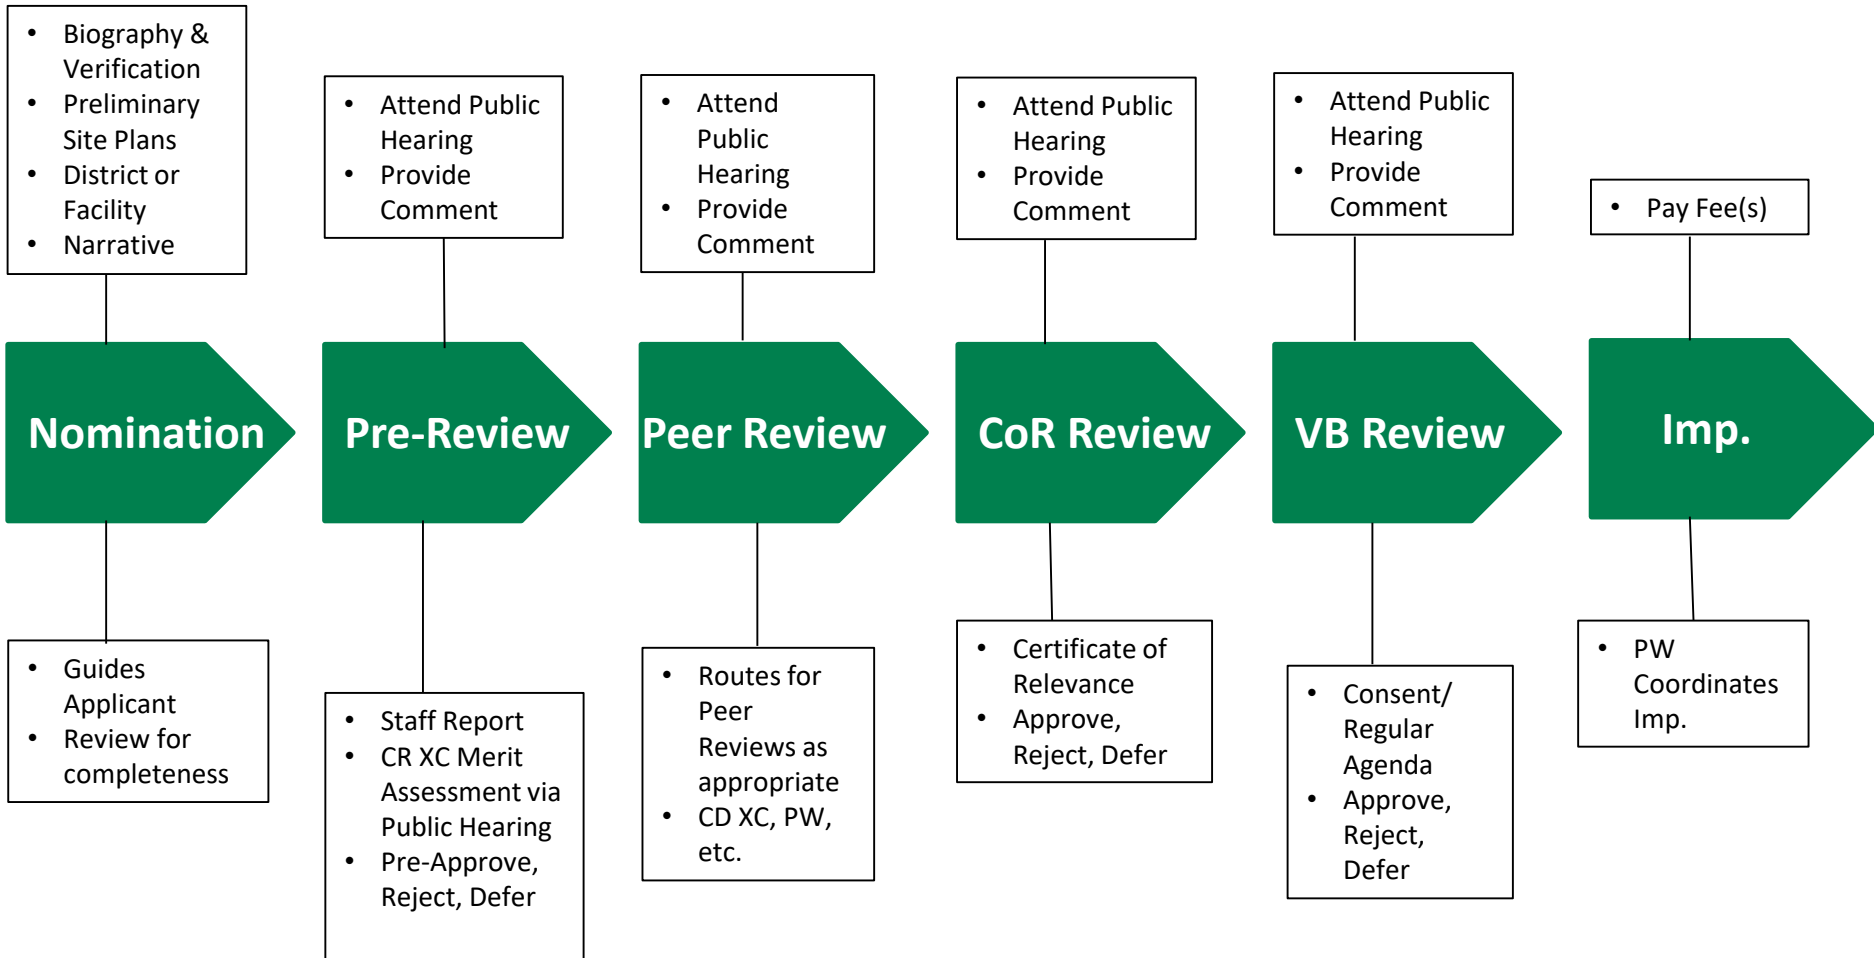 • Biography &
Verification
• Preliminary
Site Plans
• District or
Facility
• Narrative
• Attend Public
Hearing
• Provide
Comment
• Attend
Public
Hearing
• Provide
Comment
• Attend Public
Hearing
• Provide
Comment
• Attend Public
Hearing
• Provide
Comment
• Pay Fee(s)
Nomination
Pre-Review
Peer Review
CoR Review
VB Review
Imp.
• Guides
Applicant
• Review for
completeness
• Staff Report
• CR XC Merit
Assessment via
Public Hearing
• Pre-Approve,
Reject, Defer
• Routes for
Peer
Reviews as
appropriate
• CD XC, PW,
etc.
• Certificate of
Relevance
• Approve,
Reject, Defer
• Consent/
Regular
Agenda
• Approve,
Reject,
Defer
• PW
Coordinates
Imp.